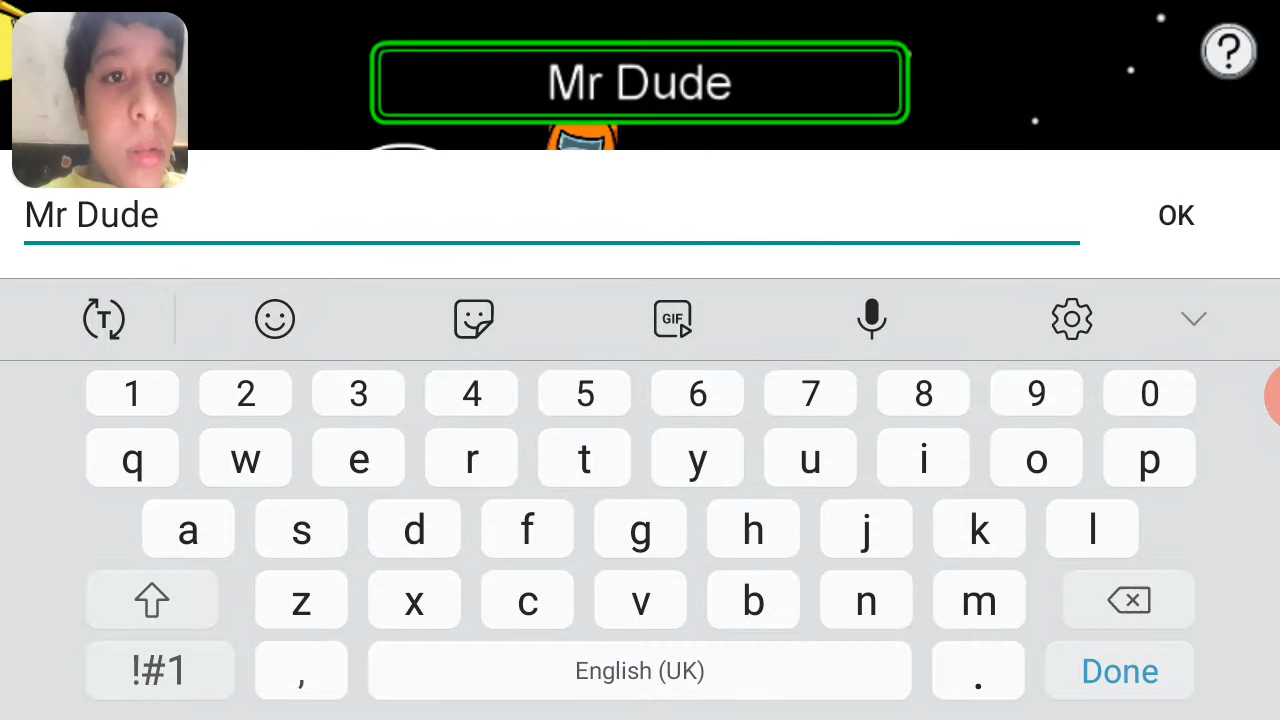 Mr Dude
?
Mr Dude
OK
T
GIF
1 2 3 4 5 6 7 8 9 0
q w e r t y u i o p
a s d f g h j k l
z x c v b n m
!#1 , English (UK) . Done